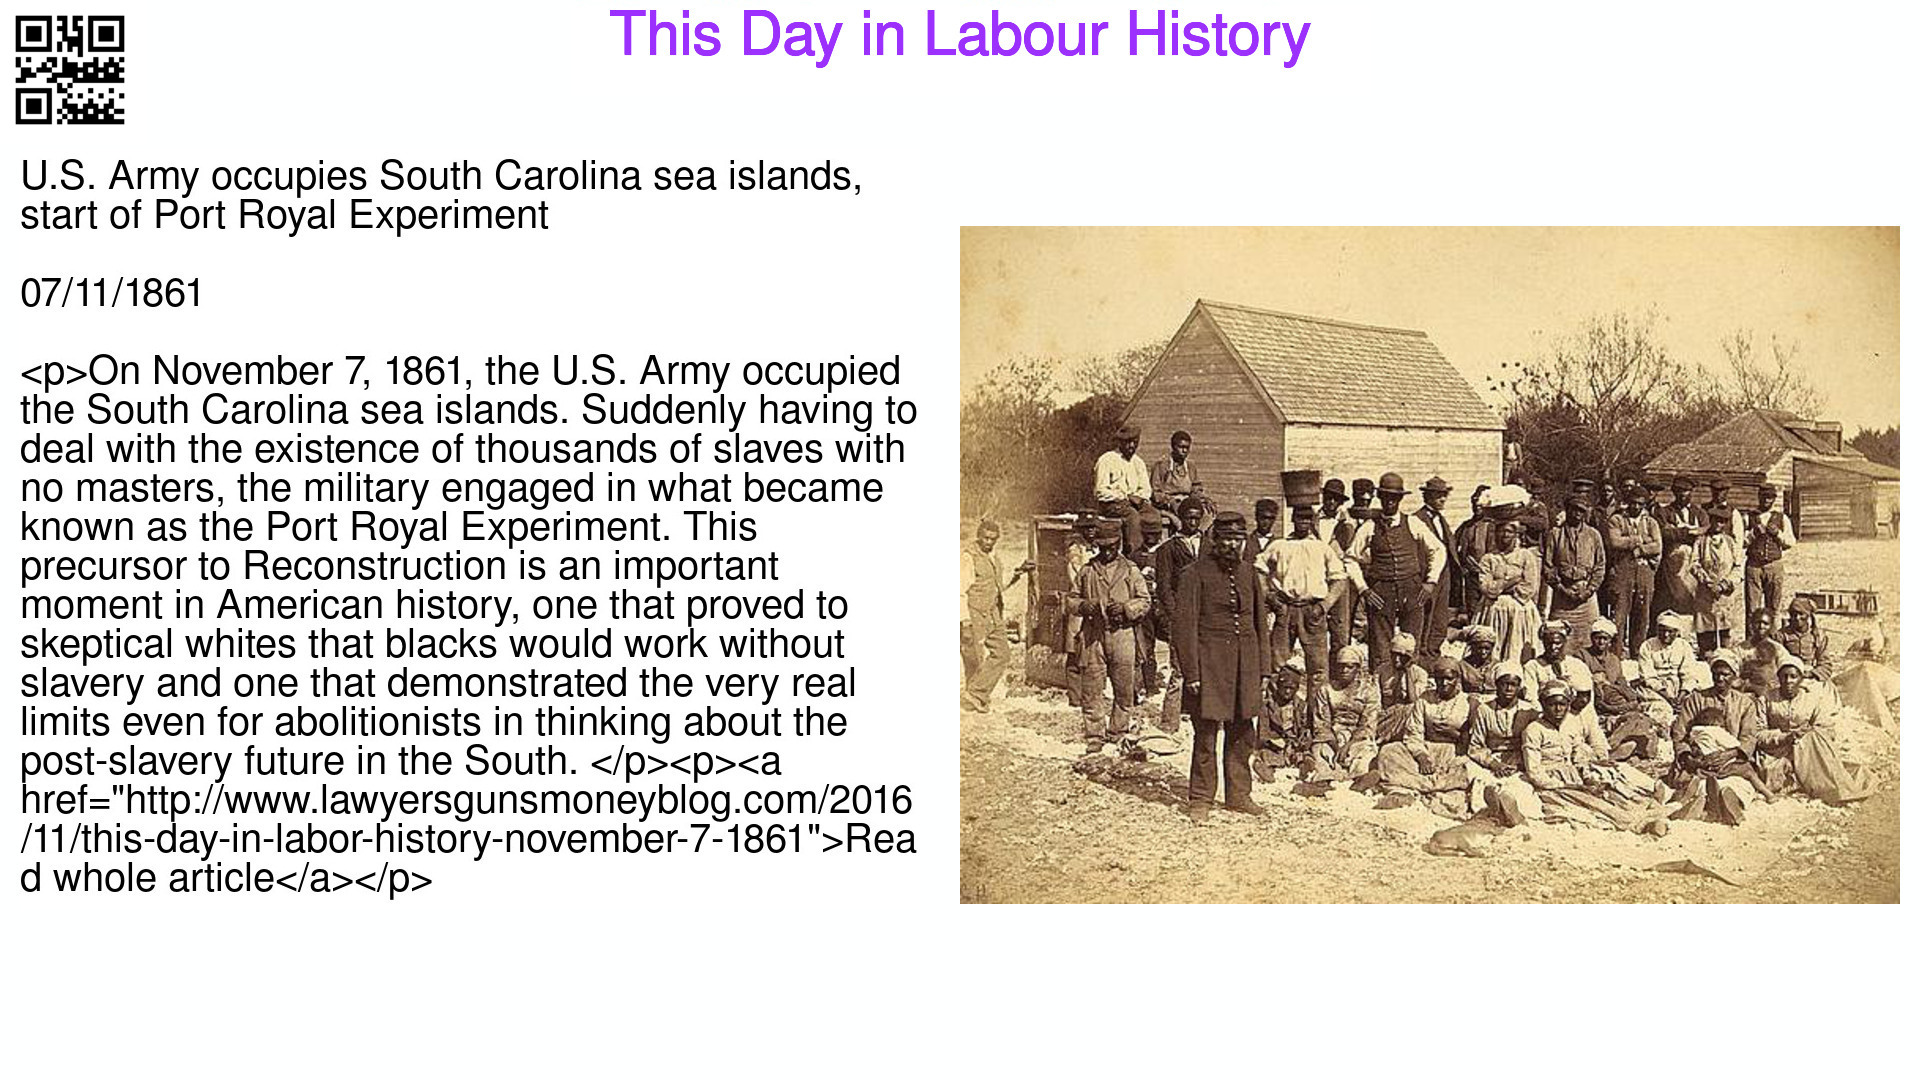 This Day in Labour History
U.S. Army occupies South Carolina sea islands,
start of Port Royal Experiment
07/11/1861
<p>On November 7, 1861, the U.S. Army occupied
the South Carolina sea islands. Suddenly having to
deal with the existence of thousands of slaves with
no masters, the military engaged in what became
known as the Port Royal Experiment. This
precursor to Reconstruction is an important
moment in American history, one that proved to
skeptical whites that blacks would work without
slavery and one that demonstrated the very real
limits even for abolitionists in thinking about the
post-slavery future in the South. </p><p><a
href="http://www.lawyersgunsmoneyblog.com/2016
/11/this-day-in-labor-history-november-7-1861">Rea
d whole article</a></p>